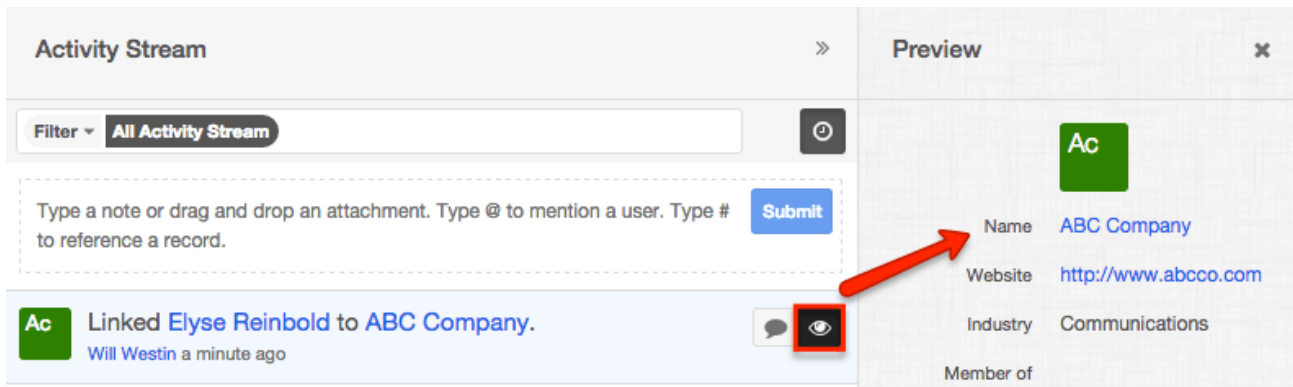 Activity Stream
Filter All Activity Stream
Type a note or drag and drop an attachment. Type @ to mention a user. Type #
to reference a record.
Submit
Ac
Linked Elyse Reinbold to ABC Company.
Will Westin a minute ago
Preview
Ac
Name ABC Company
Website http://www.abcco.com
Industry Communications
Member of